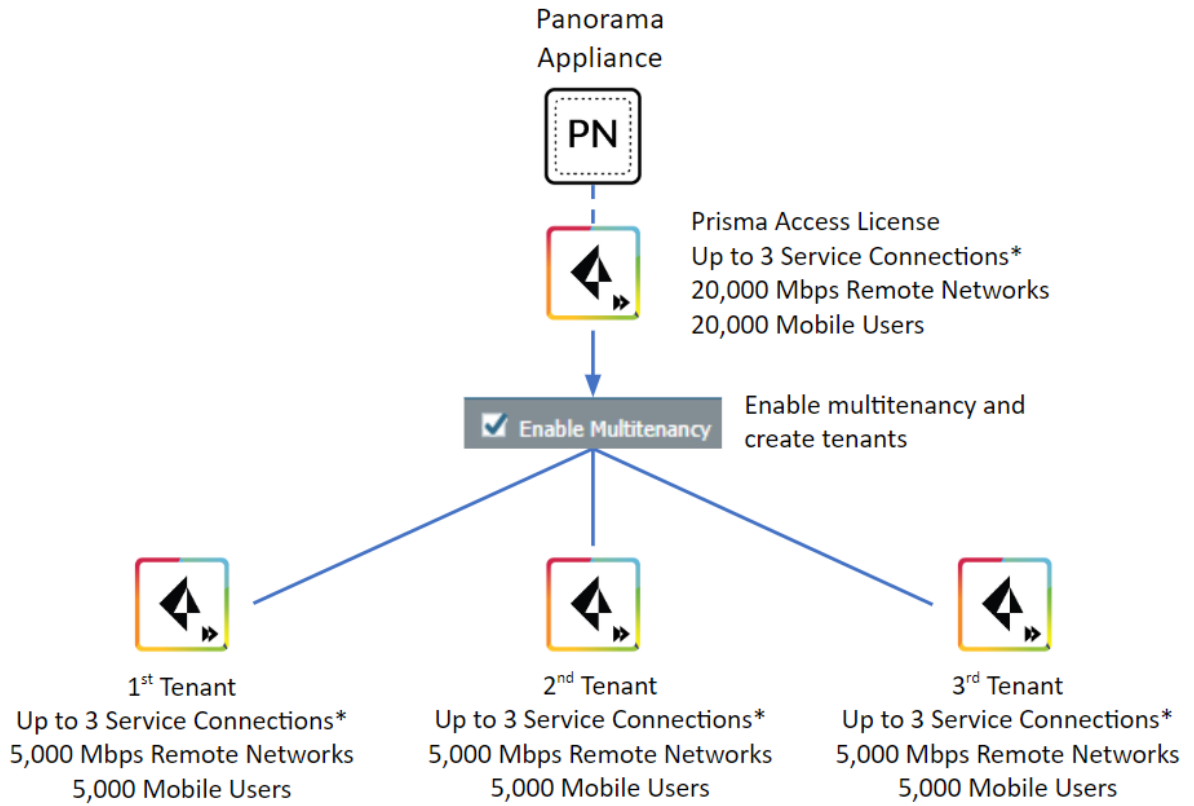 Panorama
Appliance
PN
Prisma Access License
Up to 3 Service Connections*
20,000 Mbps Remote Networks
20,000 Mobile Users
Enable Multitenancy
Enable multitenancy and
create tenants
1st Tenant
Up to 3 Service Connections*
5,000 Mbps Remote Networks
5,000 Mobile Users
2nd Tenant
Up to 3 Service Connections*
5,000 Mbps Remote Networks
5,000 Mobile Users
3rd Tenant
Up to 3 Service Connections*
5,000 Mbps Remote Networks
5,000 Mobile Users